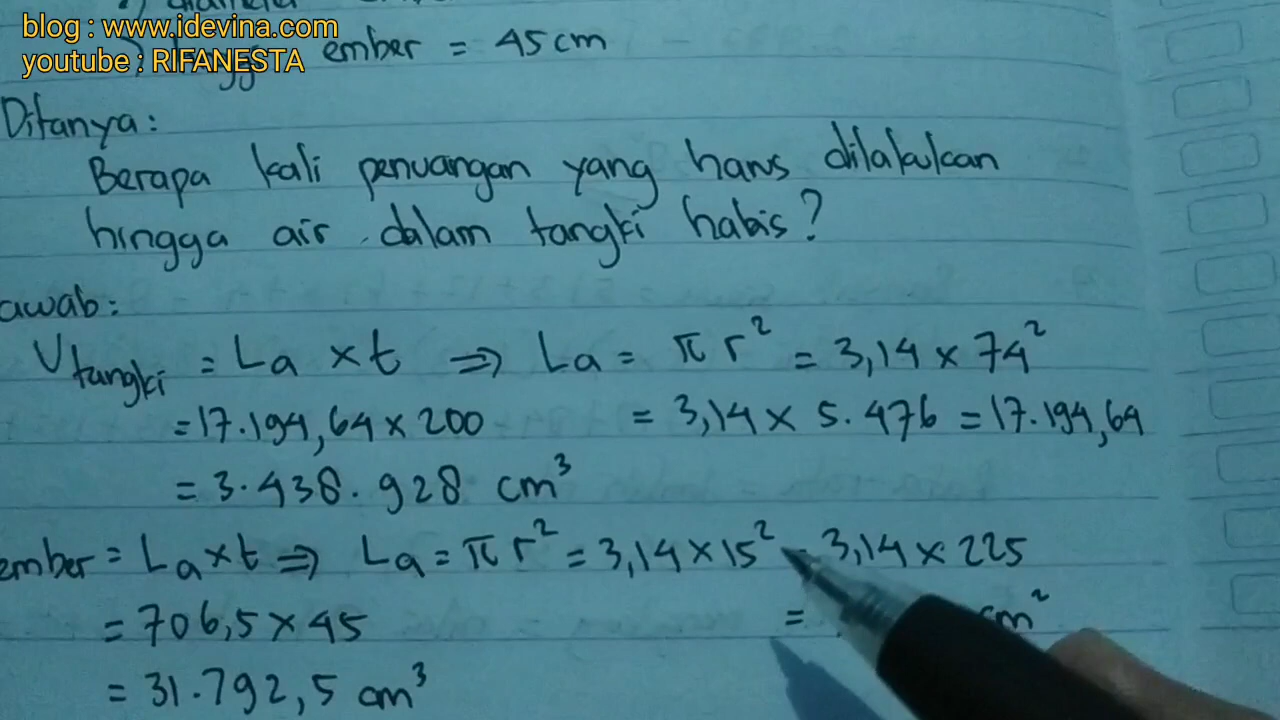 diameter
blog : www.idevina.com
youtube : RIFANESTA
ember = 45 cm
Ditanya:
Berapa kali penuangan yang harus dilakukan
hingga air dalam tangki habis?
awab:
V tangki = La x t ⇒ La = π r² = 3,14 x 74²
= 17.194,64 x 200 = 3,14 x 5.476 = 17.194,64
= 3.438.928 cm³
ember = La x t ⇒ La = π r² = 3,14 x 15² = 3,14 x 225
= 706,5 x 45 = cm²
= 31.792,5 cm³